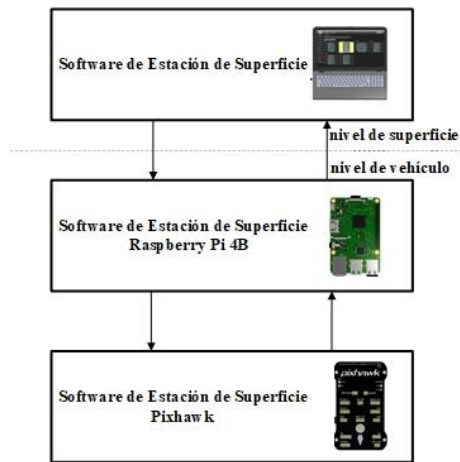 Software de Estación de Superficie
nivel de superficie
nivel de vehículo
Software de Estación de Superficie
Raspberry Pi 4B
Software de Estación de Superficie
Pixhawk
pixhawk